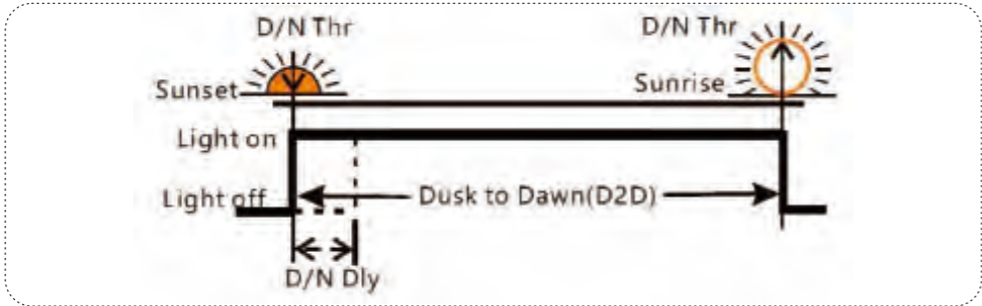 D/N Thr
D/N Thr
Sunset
Sunrise
Light on
Light off
Dusk to Dawn(D2D)
D/N Dly